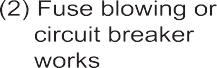 (2) Fuse blowing or
circuit breaker
works